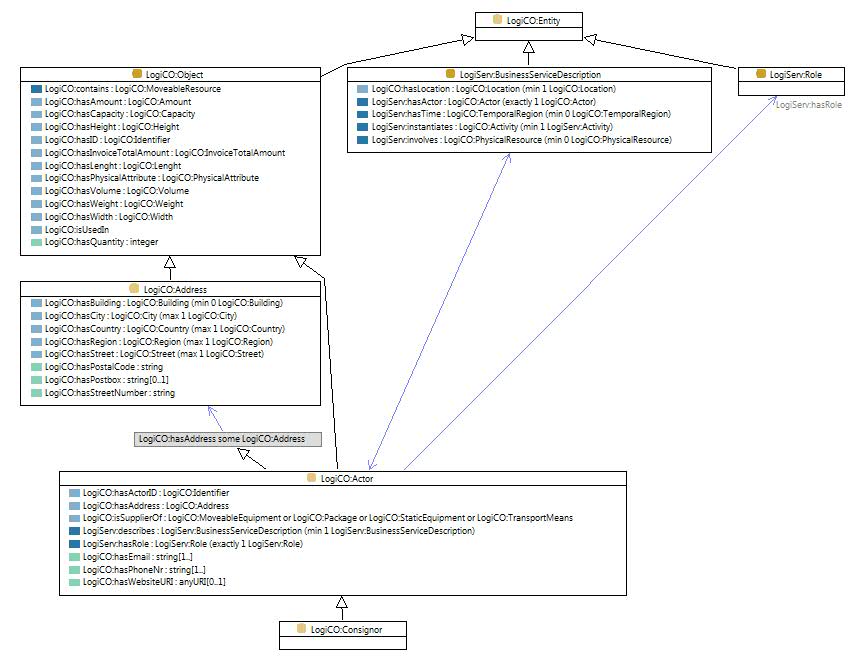 LogiCO:Entity
LogiCO:Object
LogiCO:contains : LogiCO:MoveableResource
LogiCO:hasAmount : LogiCO:Amount
LogiCO:hasCapacity : LogiCO:Capacity
LogiCO:hasHeight : LogiCO:Height
LogiCO:hasID : LogiCO:Identifier
LogiCO:hasInvoiceTotalAmount : LogiCO:InvoiceTotalAmount
LogiCO:hasLenght : LogiCO:Lenght
LogiCO:hasPhysicalAttribute : LogiCO:PhysicalAttribute
LogiCO:hasVolume : LogiCO:Volume
LogiCO:hasWeight : LogiCO:Weight
LogiCO:hasWidth : LogiCO:Width
LogiCO:isUsedIn
LogiCO:hasQuantity : integer
LogiServ:BusinessServiceDescription
LogiCO:hasLocation : LogiCO:Location (min 1 LogiCO:Location)
LogiServ:hasActor : LogiCO:Actor (exactly 1 LogiCO:Actor)
LogiServ:hasTime : LogiCO:TemporalRegion (min 0 LogiCO:TemporalRegion)
LogiServ:instantiates : LogiCO:Activity (min 1 LogiServ:Activity)
LogiServ:involves : LogiCO:PhysicalResource (min 0 LogiCO:PhysicalResource)
LogiServ:Role
LogiServ:hasRole
LogiCO:Address
LogiCO:hasBuilding : LogiCO:Building (min 0 LogiCO:Building)
LogiCO:hasCity : LogiCO:City (max 1 LogiCO:City)
LogiCO:hasCountry : LogiCO:Country (max 1 LogiCO:Country)
LogiCO:hasRegion : LogiCO:Region (max 1 LogiCO:Region)
LogiCO:hasStreet : LogiCO:Street (max 1 LogiCO:Street)
LogiCO:hasPostalCode : string
LogiCO:hasPostbox : string[0..1]
LogiCO:hasStreetNumber : string
LogiCO:hasAddress some LogiCO:Address
LogiCO:Actor
LogiCO:hasActorID : LogiCO:Identifier
LogiCO:hasAddress : LogiCO:Address
LogiCO:isSupplierOf : LogiCO:MoveableEquipment or LogiCO:Package or LogiCO:StaticEquipment or LogiCO:TransportMeans
LogiServ:describes : LogiServ:BusinessServiceDescription (min 1 LogiServ:BusinessServiceDescription)
LogiServ:hasRole : LogiServ:Role (exactly 1 LogiServ:Role)
LogiCO:hasEmail : string[1..]
LogiCO:hasPhoneNr : string[1..]
LogiCO:hasWebsiteURI : anyURI[0..1]
LogiCO:Consignor